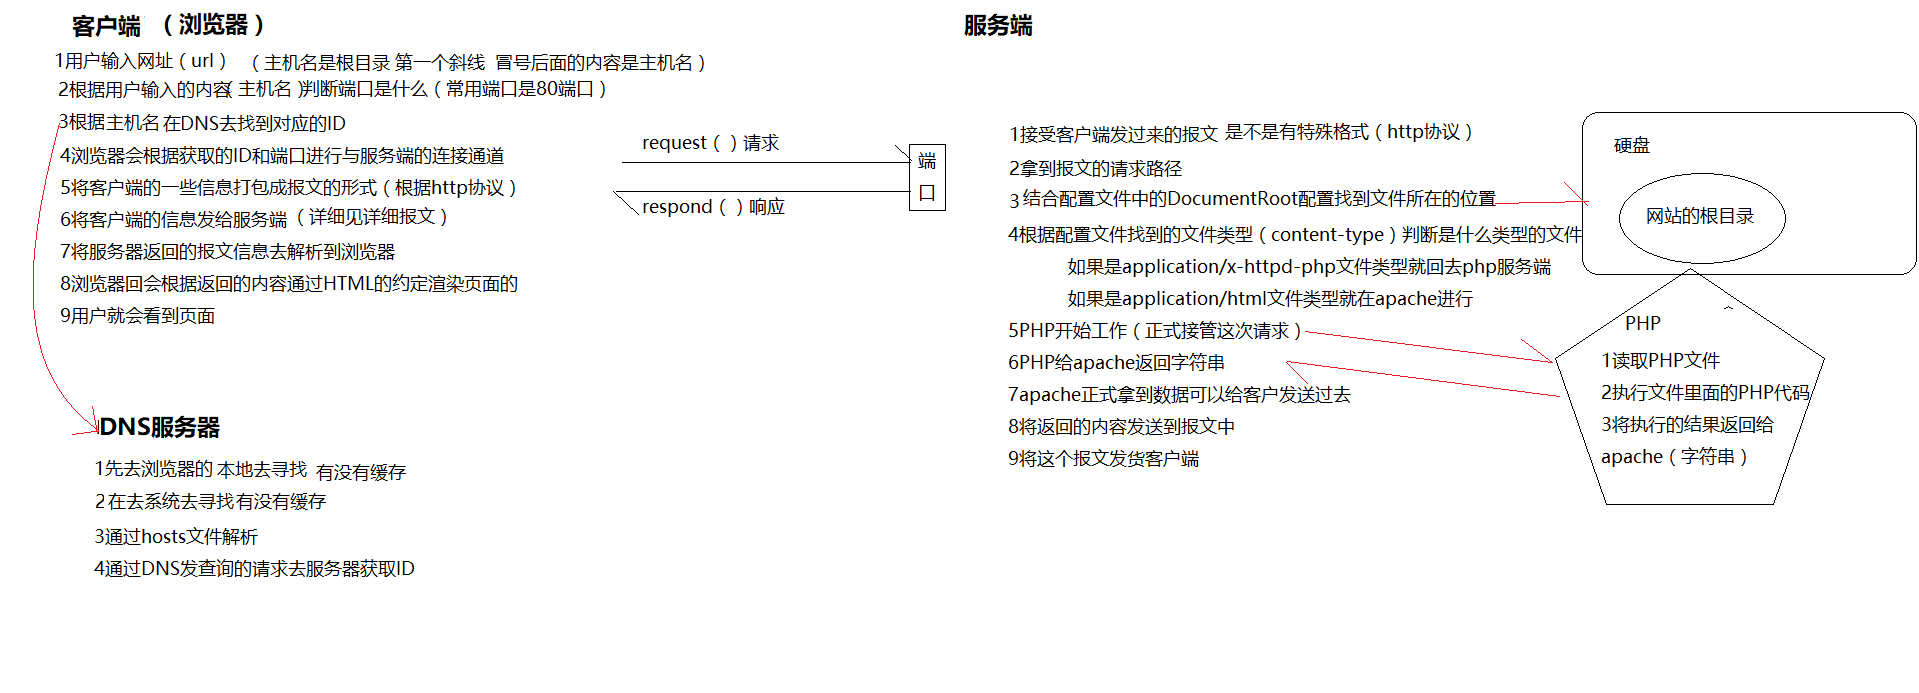 客户端（浏览器）
1用户输入网址（url）（主机名是根目录 第一个斜线 冒号后面的内容是主机名）
2根据用户输入的内容（主机名）判断端口是什么（常用端口是80端口）
3根据主机名在DNS去找到对应的ID
4浏览器会根据获取的ID和端口进行与服务端的连接通道
5将客户端的一些信息打包成报文的形式（根据http协议）
6将客户端的信息发给服务端（详细见详细报文）
7将服务器返回的报文信息去解析到浏览器
8浏览器回会根据返回的内容通过HTML的约定渲染页面的
9用户就会看到页面
DNS服务器
1先去浏览器的本地去寻找 有没有缓存
2在去系统去寻找有没有缓存
3通过hosts文件解析
4通过DNS发查询的请求去服务器获取ID
request（）请求
respond（）响应
端
口
服务端
1接受客户端发过来的报文 是不是有特殊格式（http协议）
2拿到报文的请求路径
3结合配置文件中的DocumentRoot配置找到文件所在的位置
4根据配置文件找到的文件类型（content-type）判断是什么类型的文件
如果是application/x-httpd-php文件类型就回去php服务端
如果是application/html文件类型就在apache进行
5PHP开始工作（正式接管这次请求）
6PHP给apache返回字符串
7apache正式拿到数据可以给客户发送过去
8将返回的内容发送到报文中
9将这个报文发货客户端
硬盘
网站的根目录
PHP
1读取PHP文件
2执行文件里面的PHP代码
3将执行的结果返回给
apache（字符串）